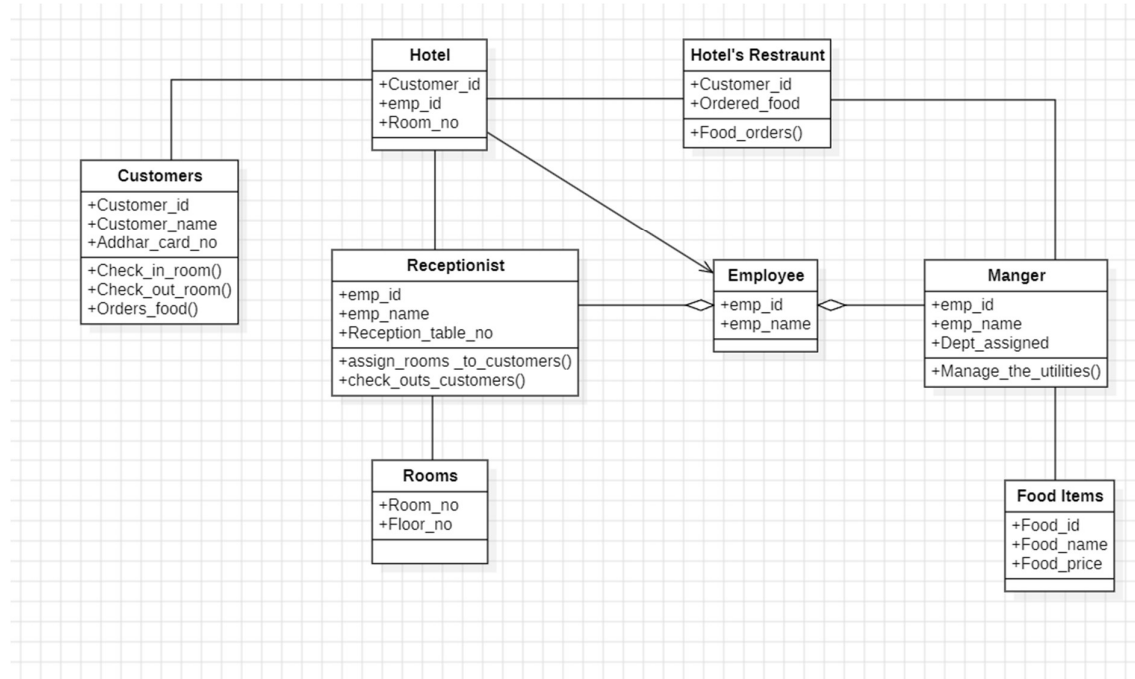 Hotel
+Customer_id
+emp_id
+Room_no
Hotel's Restraunt
+Customer_id
+Ordered_food
+Food_orders()
Customers
+Customer_id
+Customer_name
+Addhar_card_no
+Check_in_room()
+Check_out_room()
+Orders_food()
Receptionist
+emp_id
+emp_name
+Reception_table_no
+assign_rooms _to_customers()
+check_outs_customers()
Employee
+emp_id
+emp_name
Manger
+emp_id
+emp_name
+Dept_assigned
+Manage_the_utilities()
Rooms
+Room_no
+Floor_no
Food Items
+Food_id
+Food_name
+Food_price